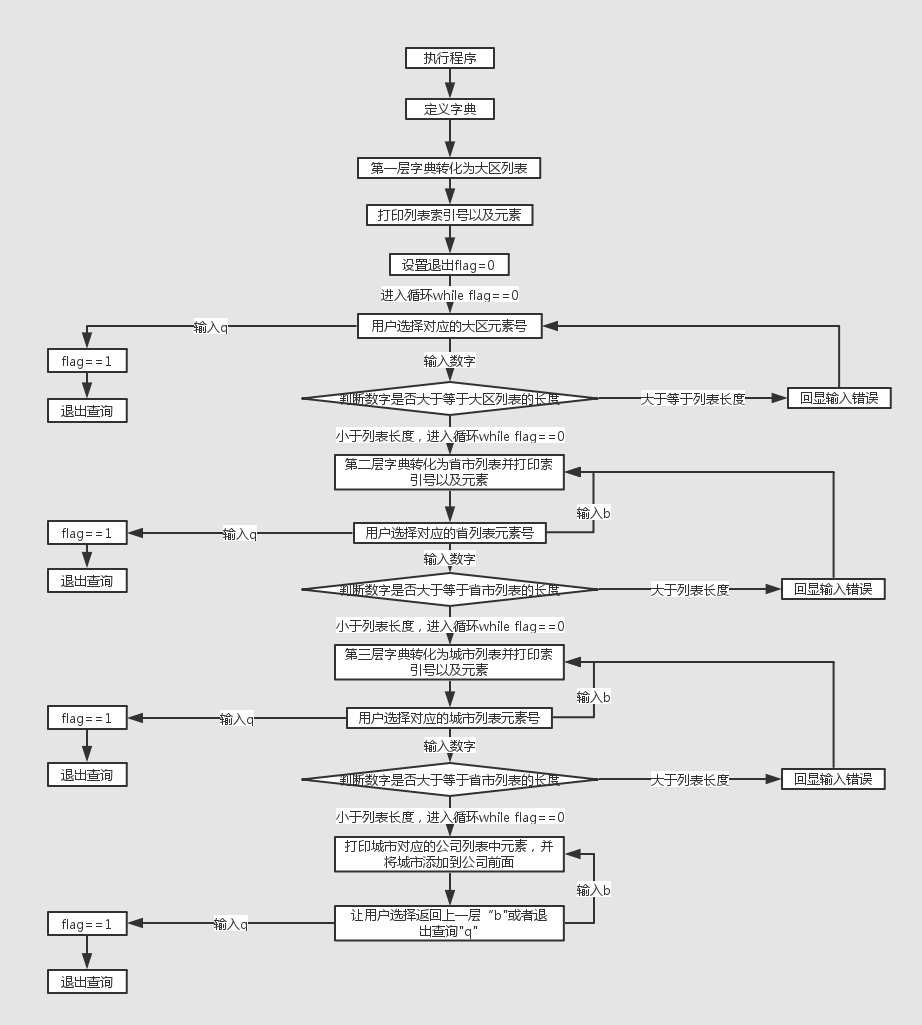 执行程序
定义字典
第一层字典转化为大区列表
打印列表索引号以及元素
设置退出flag=0
进入循环while flag==0
输入q
用户选择对应的大区元素号
flag==1
输入数字
退出查询
判断数字是否大于等于大区列表的长度
大于等于列表长度
回显输入错误
小于列表长度，进入循环while flag==0
第二层字典转化为省市列表并打印索
引号以及元素
输入b
flag==1
输入q
用户选择对应的省列表元素号
输入数字
退出查询
判断数字是否大于等于省市列表的长度
大于列表长度
回显输入错误
小于列表长度，进入循环while flag==0
第三层字典转化为城市列表并打印索
引号以及元素
输入b
flag==1
输入q
用户选择对应的城市列表元素号
输入数字
退出查询
判断数字是否大于等于省市列表的长度
大于列表长度
回显输入错误
小于列表长度，进入循环while flag==0
打印城市对应的公司列表中元素，并
将城市添加到公司前面
输入b
flag==1
输入q
让用户选择返回上一层 "b"或者退
出查询"q"
退出查询